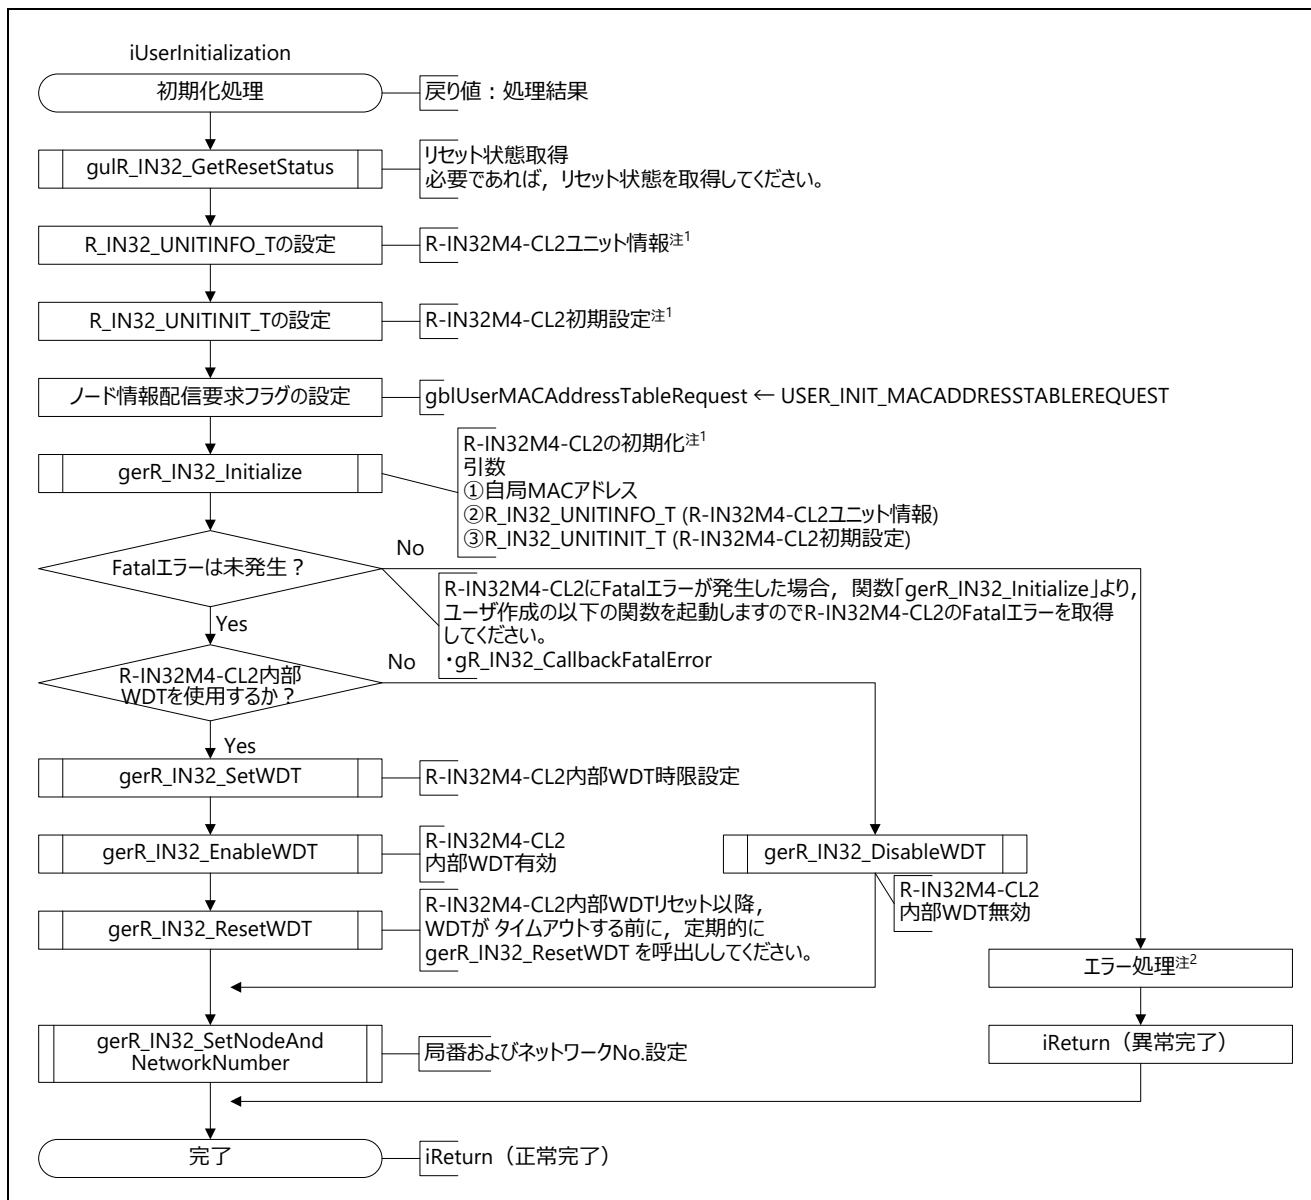 iUserInitialization
初期化処理
戻り値：処理結果
gulR_IN32_GetResetStatus
リセット状態取得
必要であれば，リセット状態を取得してください。
R_IN32_UNITINFO_Tの設定
R-IN32M4-CL2ユニット情報注1
R_IN32_UNITINIT_Tの設定
R-IN32M4-CL2初期設定注1
ノード情報配信要求フラグの設定
gblUserMACAddressTableRequest ← USER_INIT_MACADDRESSTABLEREQUEST
gerR_IN32_Initialize
R-IN32M4-CL2の初期化注1
引数
①自局MACアドレス
②R_IN32_UNITINFO_T (R-IN32M4-CL2ユニット情報)
③R_IN32_UNITINIT_T (R-IN32M4-CL2初期設定)
Fatalエラーは未発生？
No
Yes
R-IN32M4-CL2にFatalエラーが発生した場合，関数｢gerR_IN32_Initialize｣より，
ユーザ作成の以下の関数を起動しますのでR-IN32M4-CL2のFatalエラーを取得
してください。
・gR_IN32_CallbackFatalError
R-IN32M4-CL2内部
WDTを使用するか？
No
Yes
gerR_IN32_SetWDT
R-IN32M4-CL2内部WDT時限設定
gerR_IN32_EnableWDT
R-IN32M4-CL2
内部WDT有効
gerR_IN32_DisableWDT
R-IN32M4-CL2
内部WDT無効
gerR_IN32_ResetWDT
R-IN32M4-CL2内部WDTリセット以降，
WDTが タイムアウトする前に，定期的に
gerR_IN32_ResetWDT を呼出ししてください。
エラー処理注2
gerR_IN32_SetNodeAnd
NetworkNumber
局番およびネットワークNo.設定
iReturn（異常完了）
完了
iReturn（正常完了）